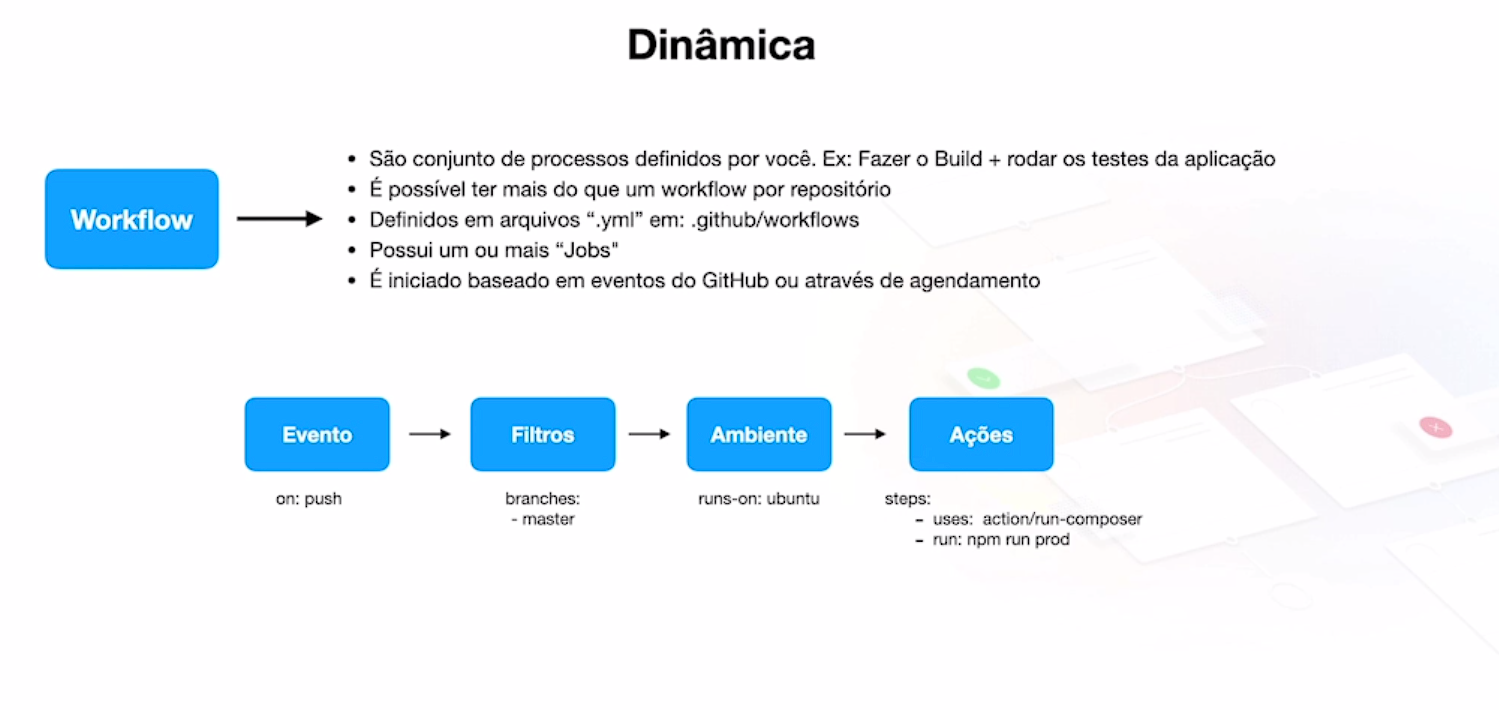 Dinâmica
Workflow
• São conjunto de processos definidos por você. Ex: Fazer o Build + rodar os testes da aplicação
• É possível ter mais do que um workflow por repositório
• Definidos em arquivos “.yml” em: .github/workflows
• Possui um ou mais “Jobs"
• É iniciado baseado em eventos do GitHub ou através de agendamento
Evento
on: push
Filtros
branches:
- master
Ambiente
runs-on: ubuntu
Ações
steps:
- uses: action/run-composer
- run: npm run prod